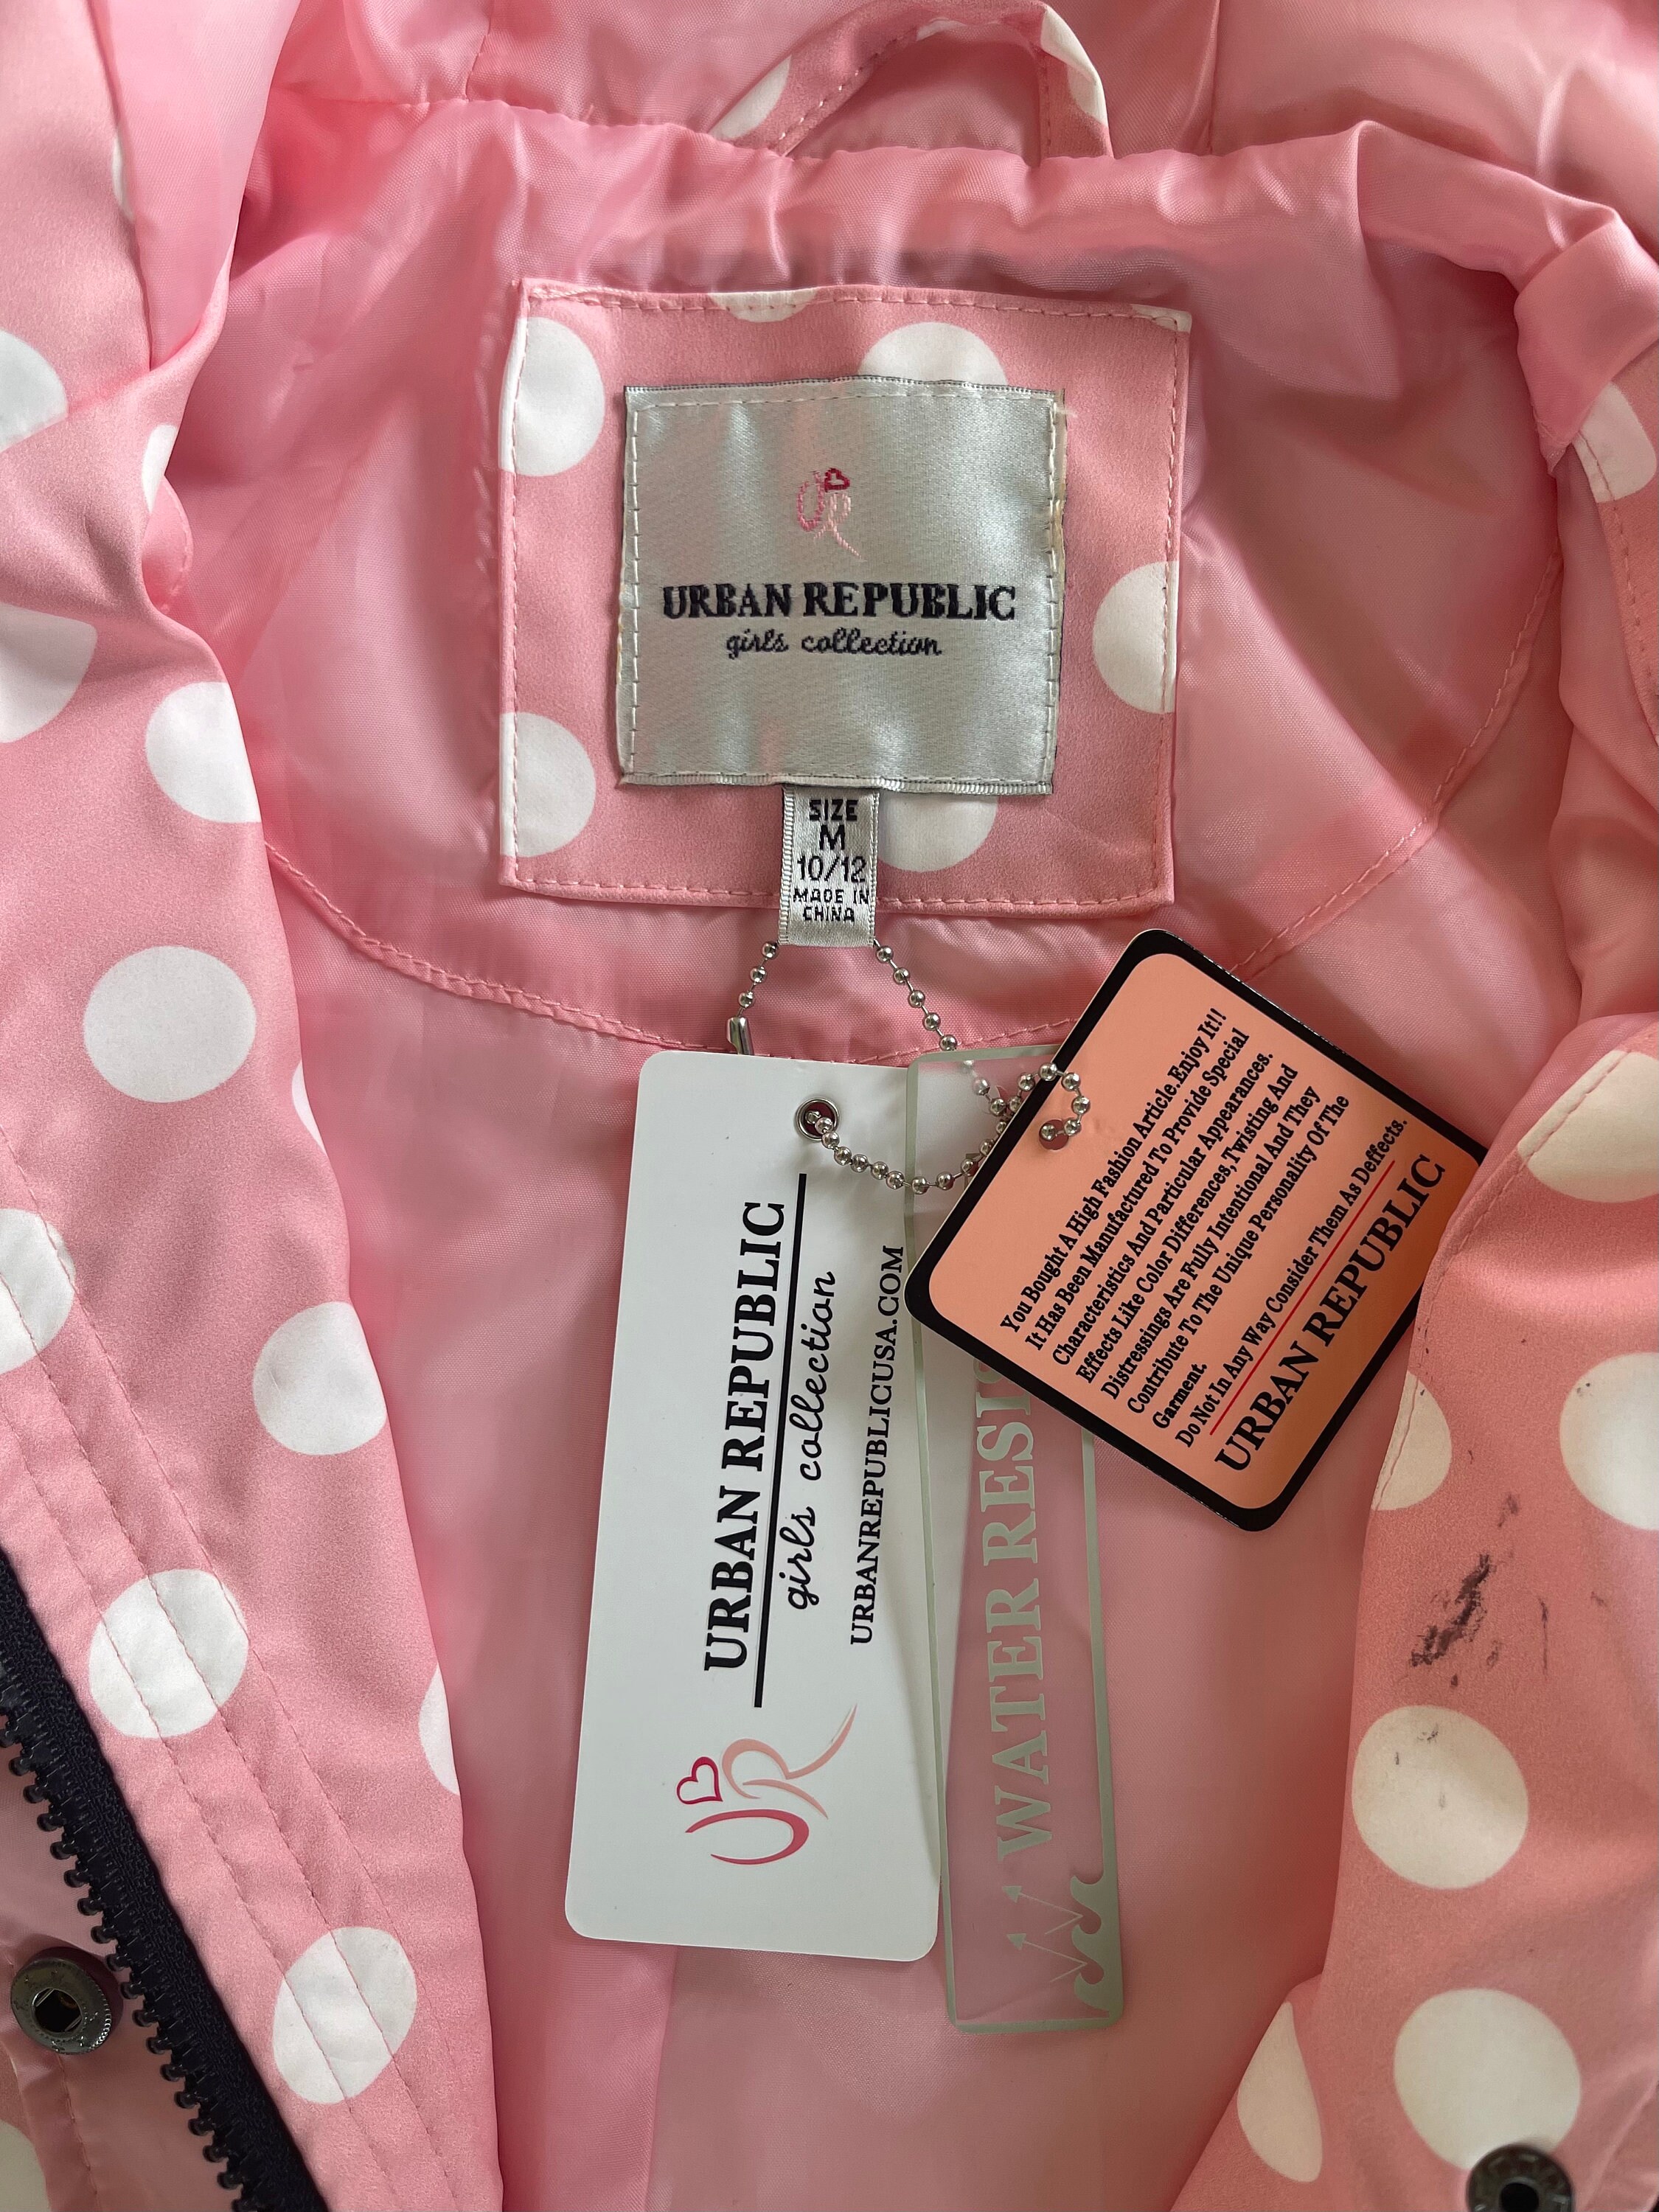 UR
URBAN REPUBLIC
girls collection
SIZE
M
10/12
MADE IN
CHINA
URBAN REPUBLIC
girls collection
URBANREPUBLICUSA.COM
UR
WATER
You Bought A High Fashion Article.Enjoy It!!
It Has Been Manufactured To Provide Special
Characteristics And Particular Appearances.
Effects Like Color Differences,Twisting And
Distressings Are Fully Intentional And They
Contribute To The Unique Personality Of The
Garment.
Do Not In Any Way Consider Them As Deffects.
URBAN REPUBLIC